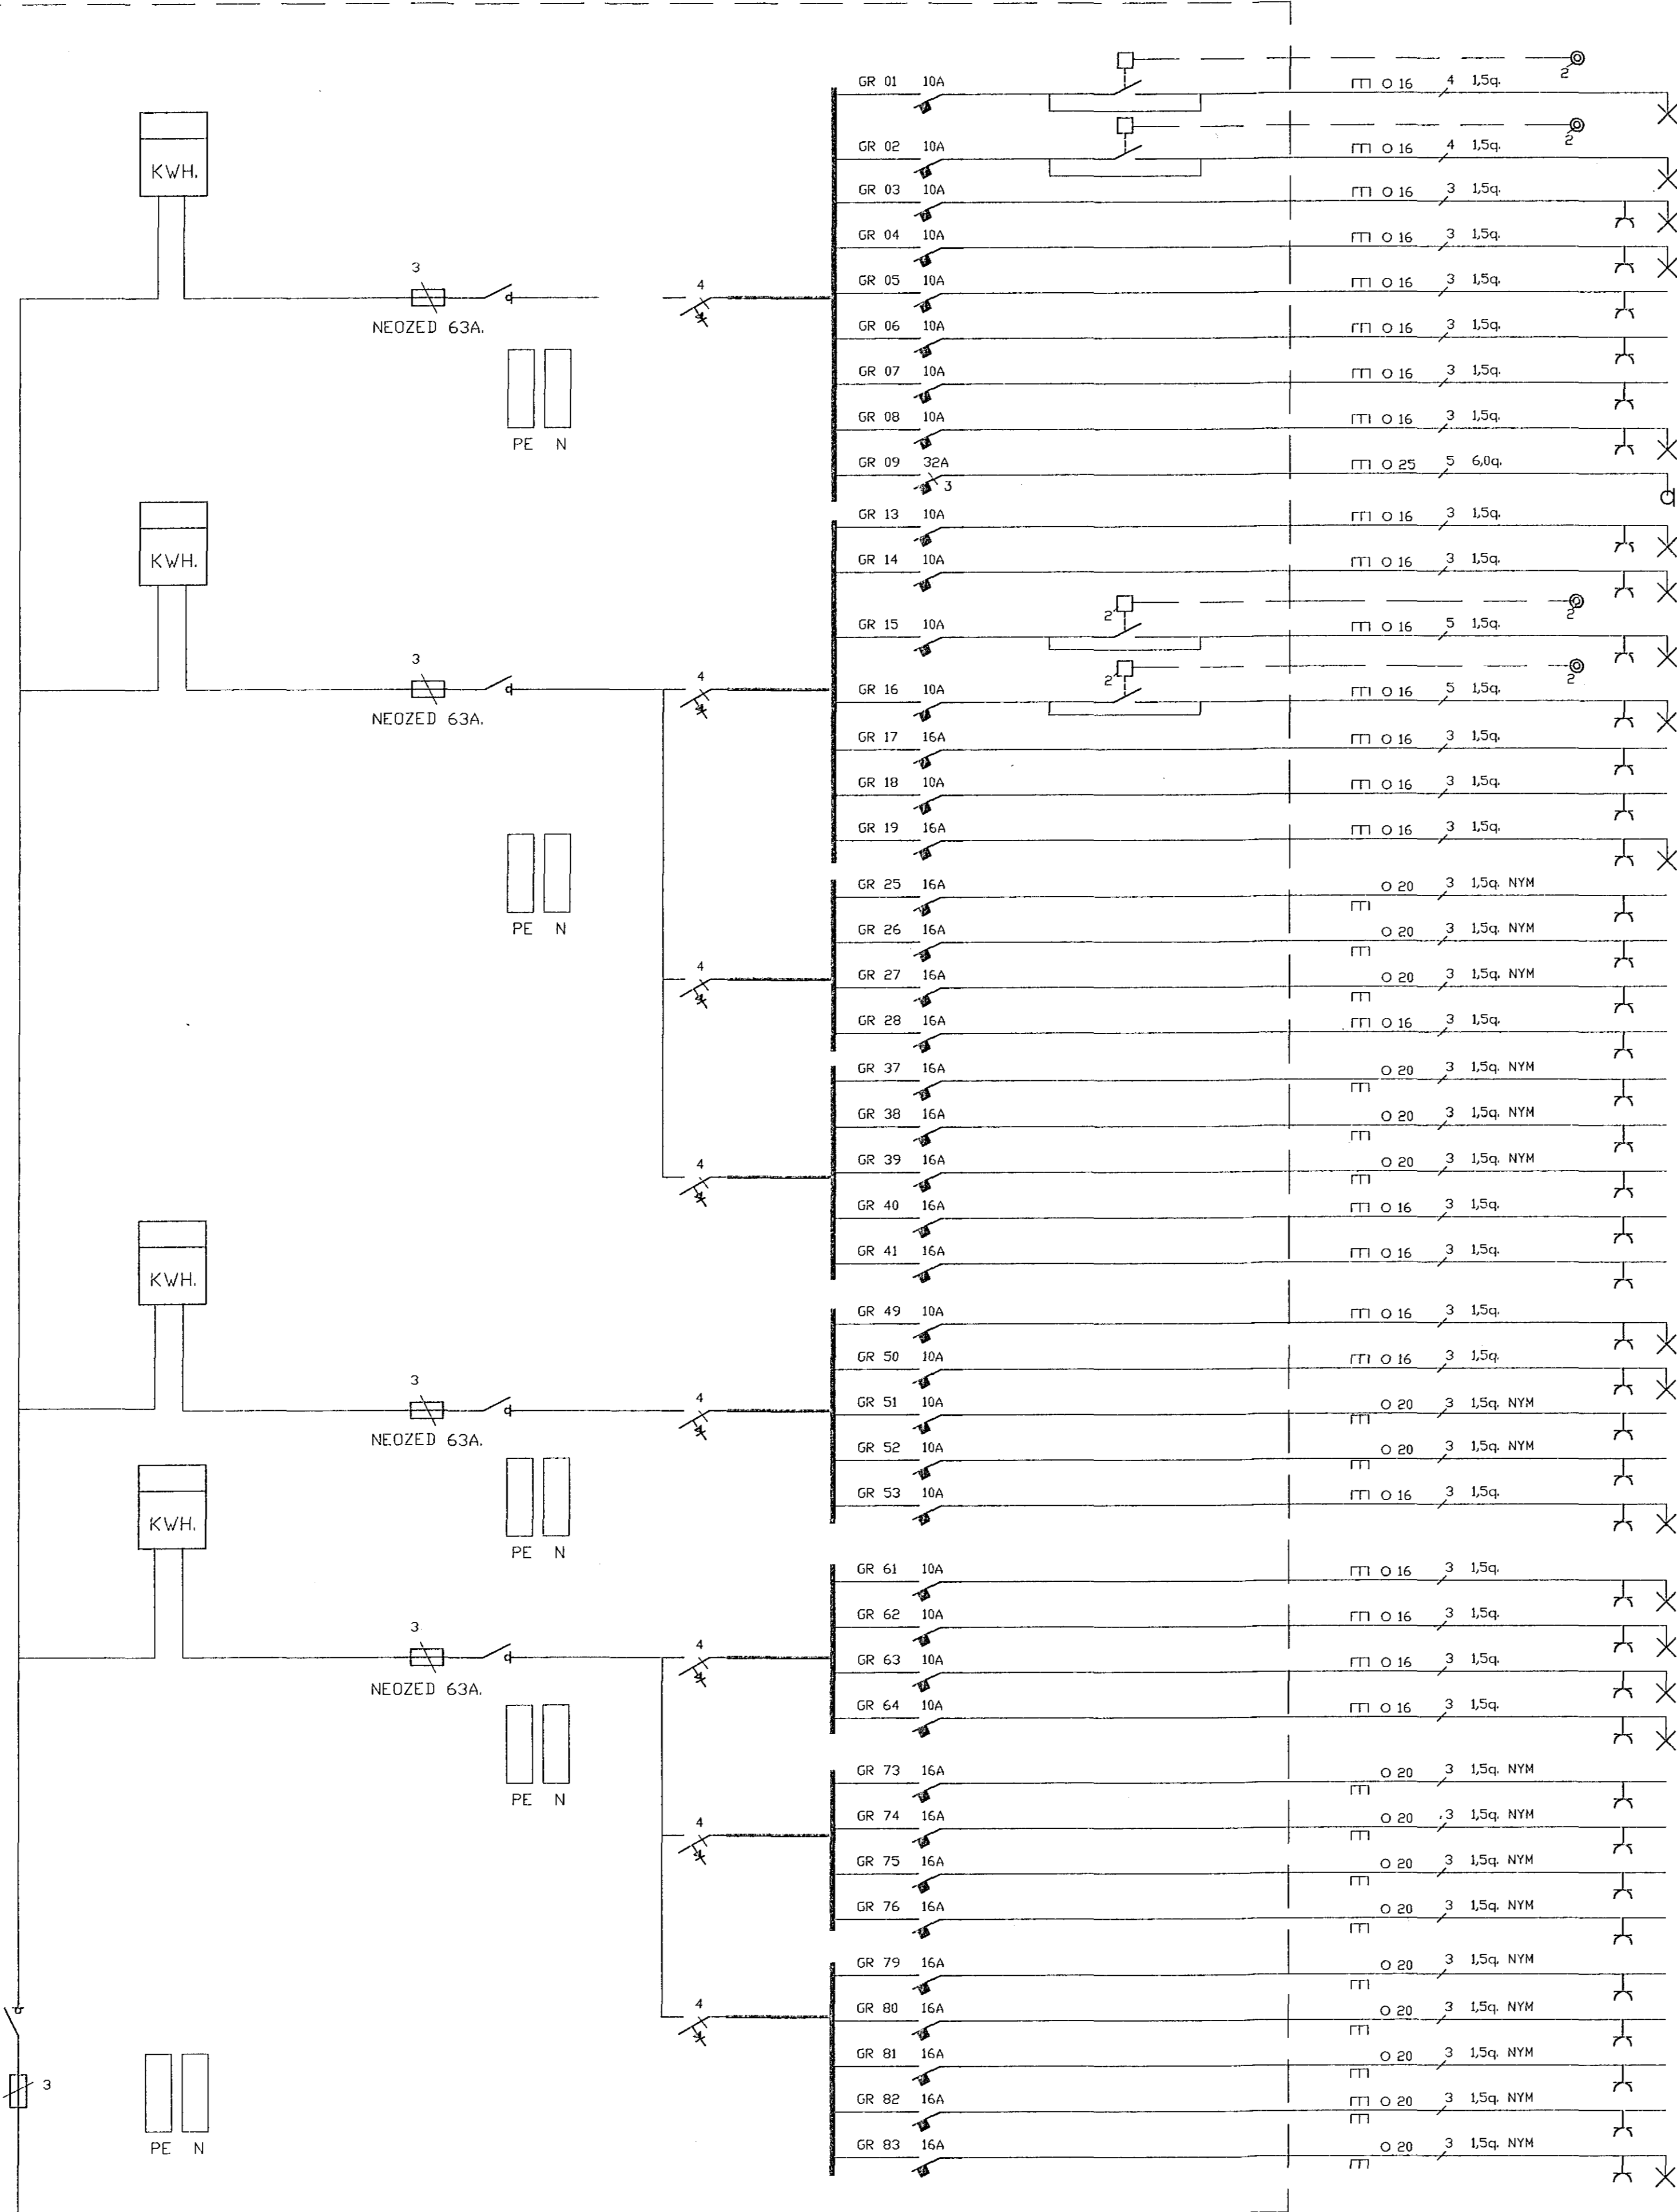 GR 01 10A O 16 4 1,5q. 2
KWH.
GR 02 10A O 16 4 1,5q. 2
GR 03 10A O 16 3 1,5q.
GR 04 10A O 16 3 1,5q.
3
NEOZED 63A.
4
GR 05 10A O 16 3 1,5q.
GR 06 10A O 16 3 1,5q.
GR 07 10A O 16 3 1,5q.
GR 08 10A O 16 3 1,5q.
PE N
GR 09 32A 3 O 25 5 6,0q.
KWH.
GR 13 10A O 16 3 1,5q.
GR 14 10A O 16 3 1,5q.
GR 15 10A 2 O 16 5 1,5q. 2
3
NEOZED 63A.
4
GR 16 10A 2 O 16 5 1,5q. 2
GR 17 16A O 16 3 1,5q.
GR 18 10A O 16 3 1,5q.
GR 19 16A O 16 3 1,5q.
PE N
GR 25 16A O 20 3 1,5q. NYM
GR 26 16A O 20 3 1,5q. NYM
4
GR 27 16A O 20 3 1,5q. NYM
GR 28 16A O 16 3 1,5q.
GR 37 16A O 20 3 1,5q. NYM
GR 38 16A O 20 3 1,5q. NYM
4
GR 39 16A O 20 3 1,5q. NYM
GR 40 16A O 16 3 1,5q.
GR 41 16A O 16 3 1,5q.
KWH.
GR 49 10A O 16 3 1,5q.
GR 50 10A O 16 3 1,5q.
3
NEOZED 63A.
4
GR 51 10A O 20 3 1,5q. NYM
GR 52 10A O 20 3 1,5q. NYM
GR 53 10A O 16 3 1,5q.
PE N
KWH.
GR 61 10A O 16 3 1,5q.
GR 62 10A O 16 3 1,5q.
3
NEOZED 63A.
4
GR 63 10A O 16 3 1,5q.
GR 64 10A O 16 3 1,5q.
PE N
GR 73 16A O 20 3 1,5q. NYM
GR 74 16A O 20 3 1,5q. NYM
4
GR 75 16A O 20 3 1,5q. NYM
GR 76 16A O 20 3 1,5q. NYM
GR 79 16A O 20 3 1,5q. NYM
4
GR 80 16A O 20 3 1,5q. NYM
GR 81 16A O 20 3 1,5q. NYM
3
GR 82 16A O 20 3 1,5q. NYM
GR 83 16A O 20 3 1,5q. NYM
PE N